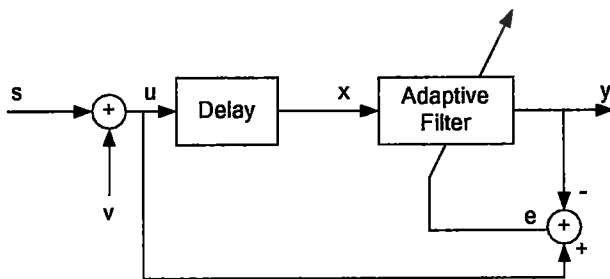 s
+
u
Delay
x
Adaptive
Filter
y
v
-
e
+
+